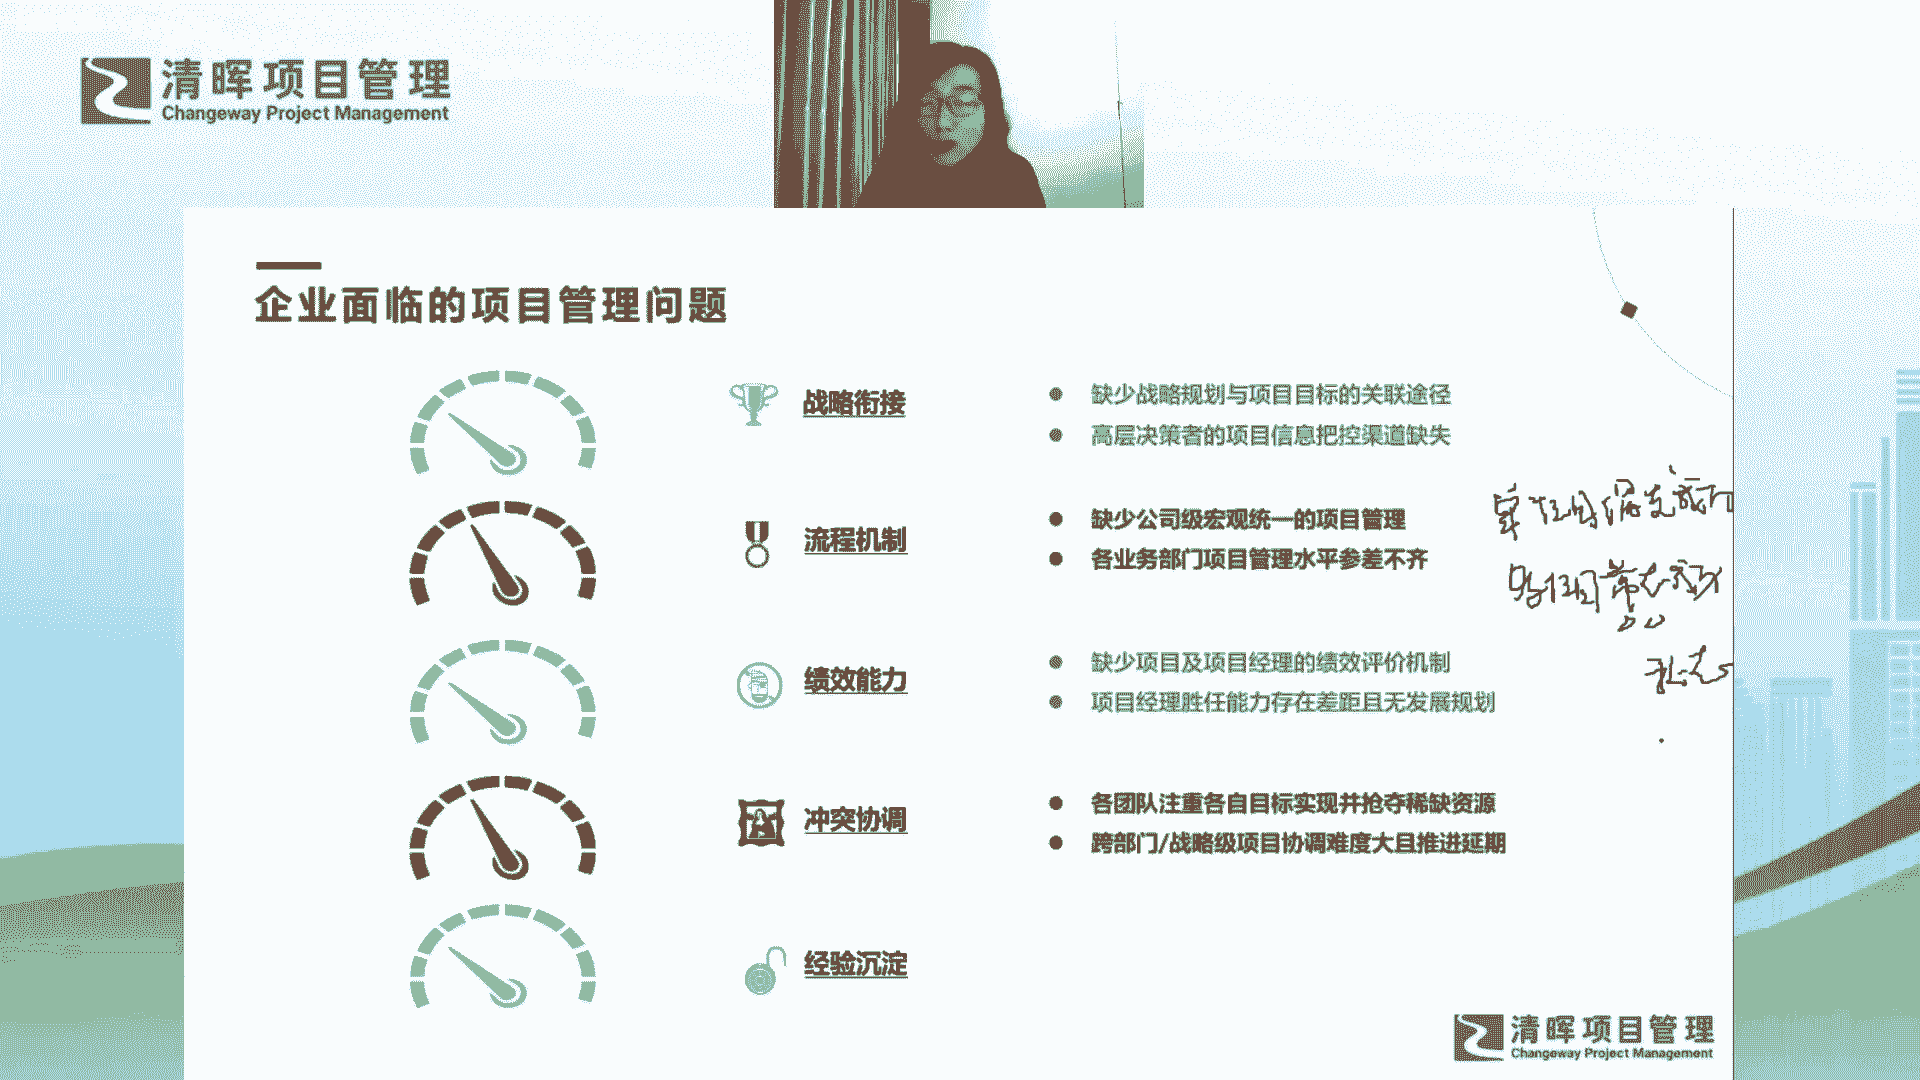 清晖项目管理
Changeway Project Management
企业面临的项目管理问题
战略衔接
缺少战略规划与项目目标的关联途径
高层决策者的项目信息把控渠道缺失
流程机制
缺少公司级宏观统一的项目管理
各业务部门项目管理水平参差不齐
绩效能力
缺少项目及项目经理的绩效评价机制
项目经理胜任能力存在差距且无发展规划
冲突协调
各团队注重各自目标实现并抢夺稀缺资源
跨部门/战略级项目协调难度大且推进延期
经验沉淀
清晖项目管理
Changeway Project Management